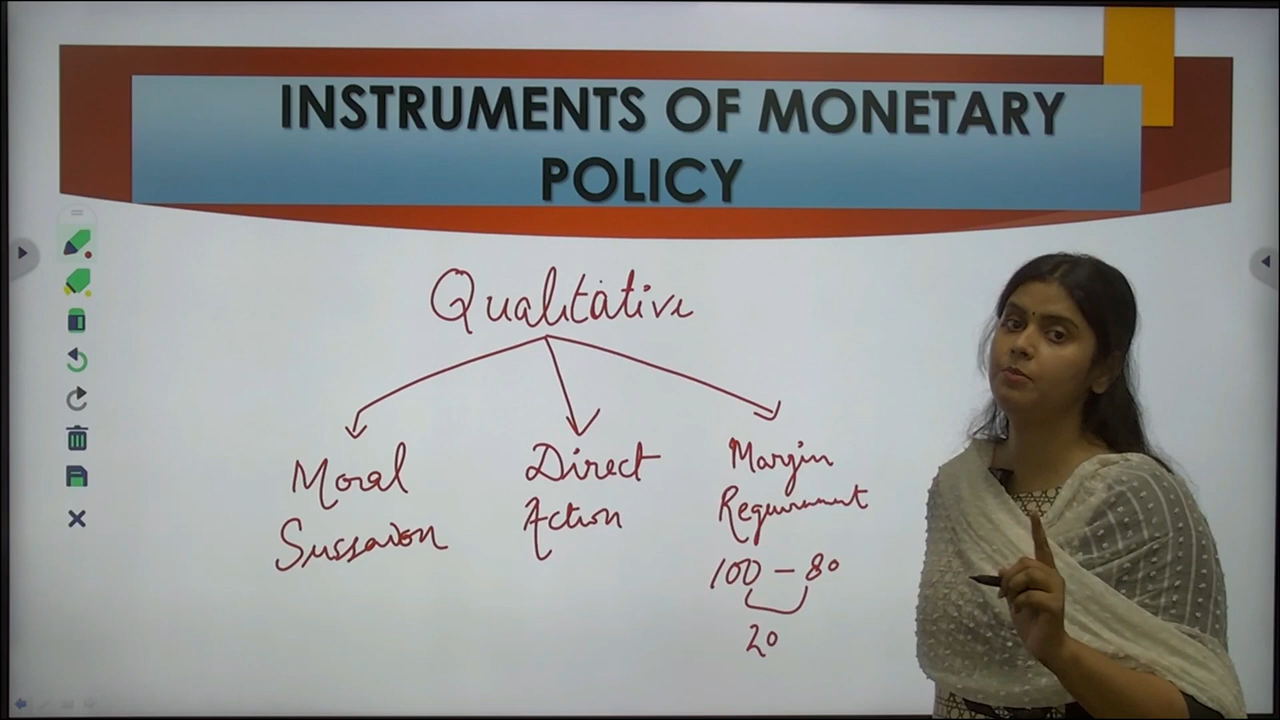 INSTRUMENTS OF MONETARY
POLICY
Qualitative
Moral
Sussaion
Direct
Action
Margin
Requirement
100 - 80
20